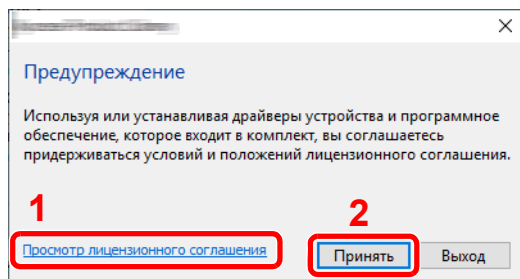 Предупреждение
Используя или устанавливая драйверы устройства и программное
обеспечение, которое входит в комплект, вы соглашаетесь
придерживаться условий и положений лицензионного соглашения.
1
2
Просмотр лицензионного соглашения
Принять
Выход